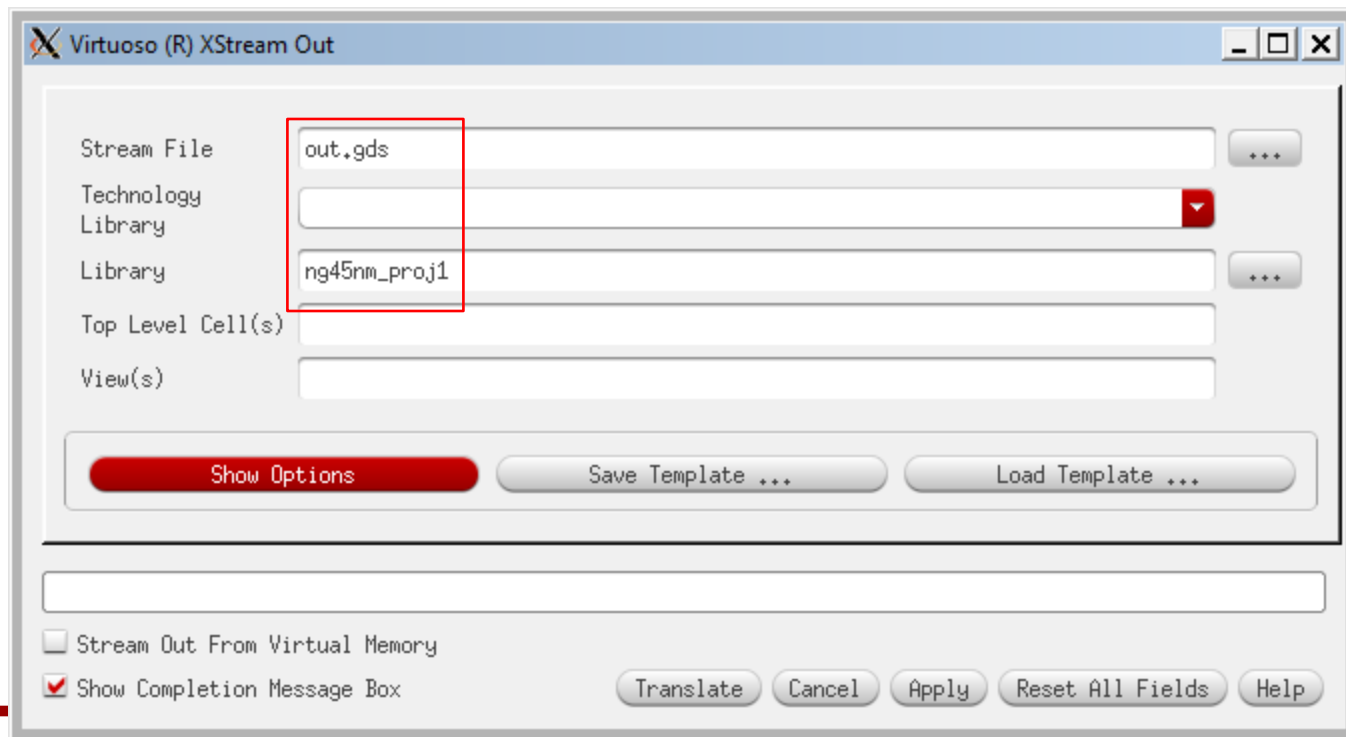 Virtuoso (R) XStream Out
Stream File out.gds ...
Technology
Library
Library ng45nm_proj1 ...
Top Level Cell(s)
View(s)
Show Options Save Template ... Load Template ...
Stream Out From Virtual Memory
Show Completion Message Box Translate Cancel Apply Reset All Fields Help